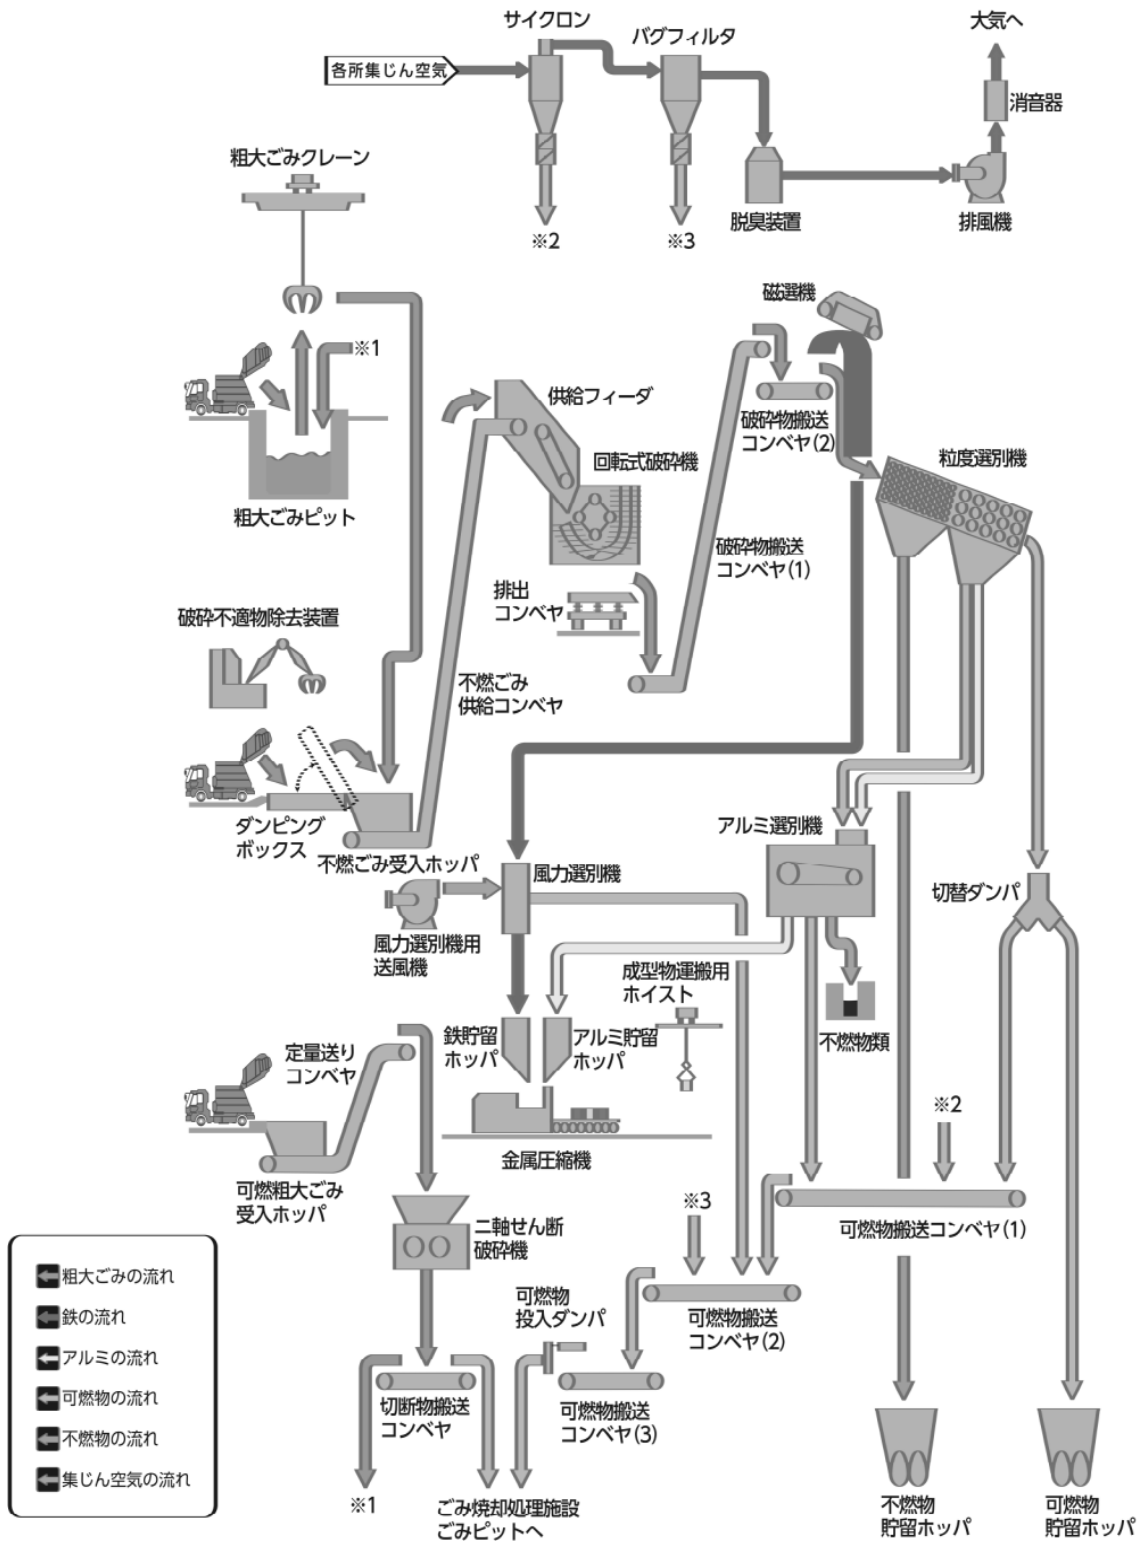 サイクロン
バグフィルタ
大気へ
各所集じん空気
消音器
粗大ごみクレーン
脱臭装置
排風機
※2
※3
磁選機
※1
供給フィーダ
破砕物搬送
コンベヤ(2)
回転式破砕機
粒度選別機
粗大ごみピット
破砕物搬送
コンベヤ(1)
排出
コンベヤ
破砕不適物除去装置
不燃ごみ
供給コンベヤ
ダンピング
ボックス
不燃ごみ受入ホッパ
アルミ選別機
風力選別機
切替ダンパ
風力選別機用
送風機
成型物運搬用
ホイスト
鉄貯留
ホッパ
アルミ貯留
ホッパ
不燃物類
定量送り
コンベヤ
※2
金属圧縮機
可燃粗大ごみ
受入ホッパ
※3
可燃物搬送コンベヤ(1)
二軸せん断
破砕機
粗大ごみの流れ
鉄の流れ
アルミの流れ
可燃物の流れ
不燃物の流れ
集じん空気の流れ
可燃物
投入ダンパ
可燃物搬送
コンベヤ(2)
切断物搬送
コンベヤ
可燃物搬送
コンベヤ(3)
※1
ごみ焼却処理施設
ごみピットへ
不燃物
貯留ホッパ
可燃物
貯留ホッパ